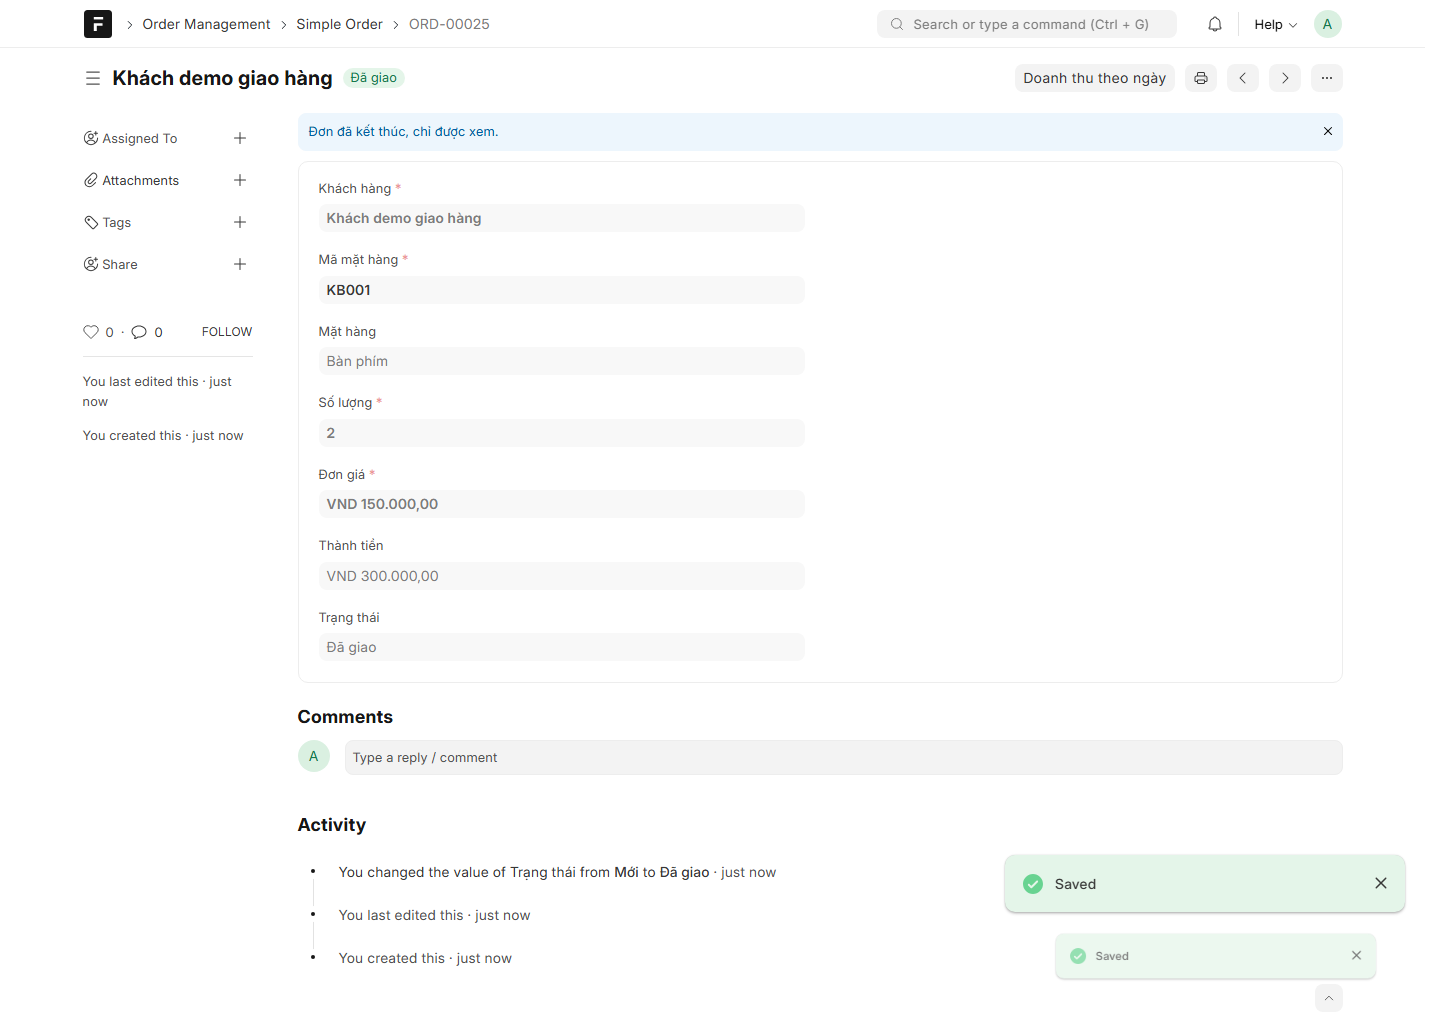 Order Management
Simple Order
ORD-00025
Search or type a command (Ctrl + G)
Help
A
Khách demo giao hàng
Đã giao
Doanh thu theo ngày
Assigned To
Attachments
Tags
Share
0 · 0
FOLLOW
You last edited this · just
now
You created this · just now
Đơn đã kết thúc, chỉ được xem.
Khách hàng *
Khách demo giao hàng
Mã mặt hàng *
KB001
Mặt hàng
Bàn phím
Số lượng *
2
Đơn giá *
VND 150.000,00
Thành tiền
VND 300.000,00
Trạng thái
Đã giao
Comments
A
Type a reply / comment
Activity
You changed the value of Trạng thái from Mới to Đã giao · just now
You last edited this · just now
You created this · just now
Saved
Saved